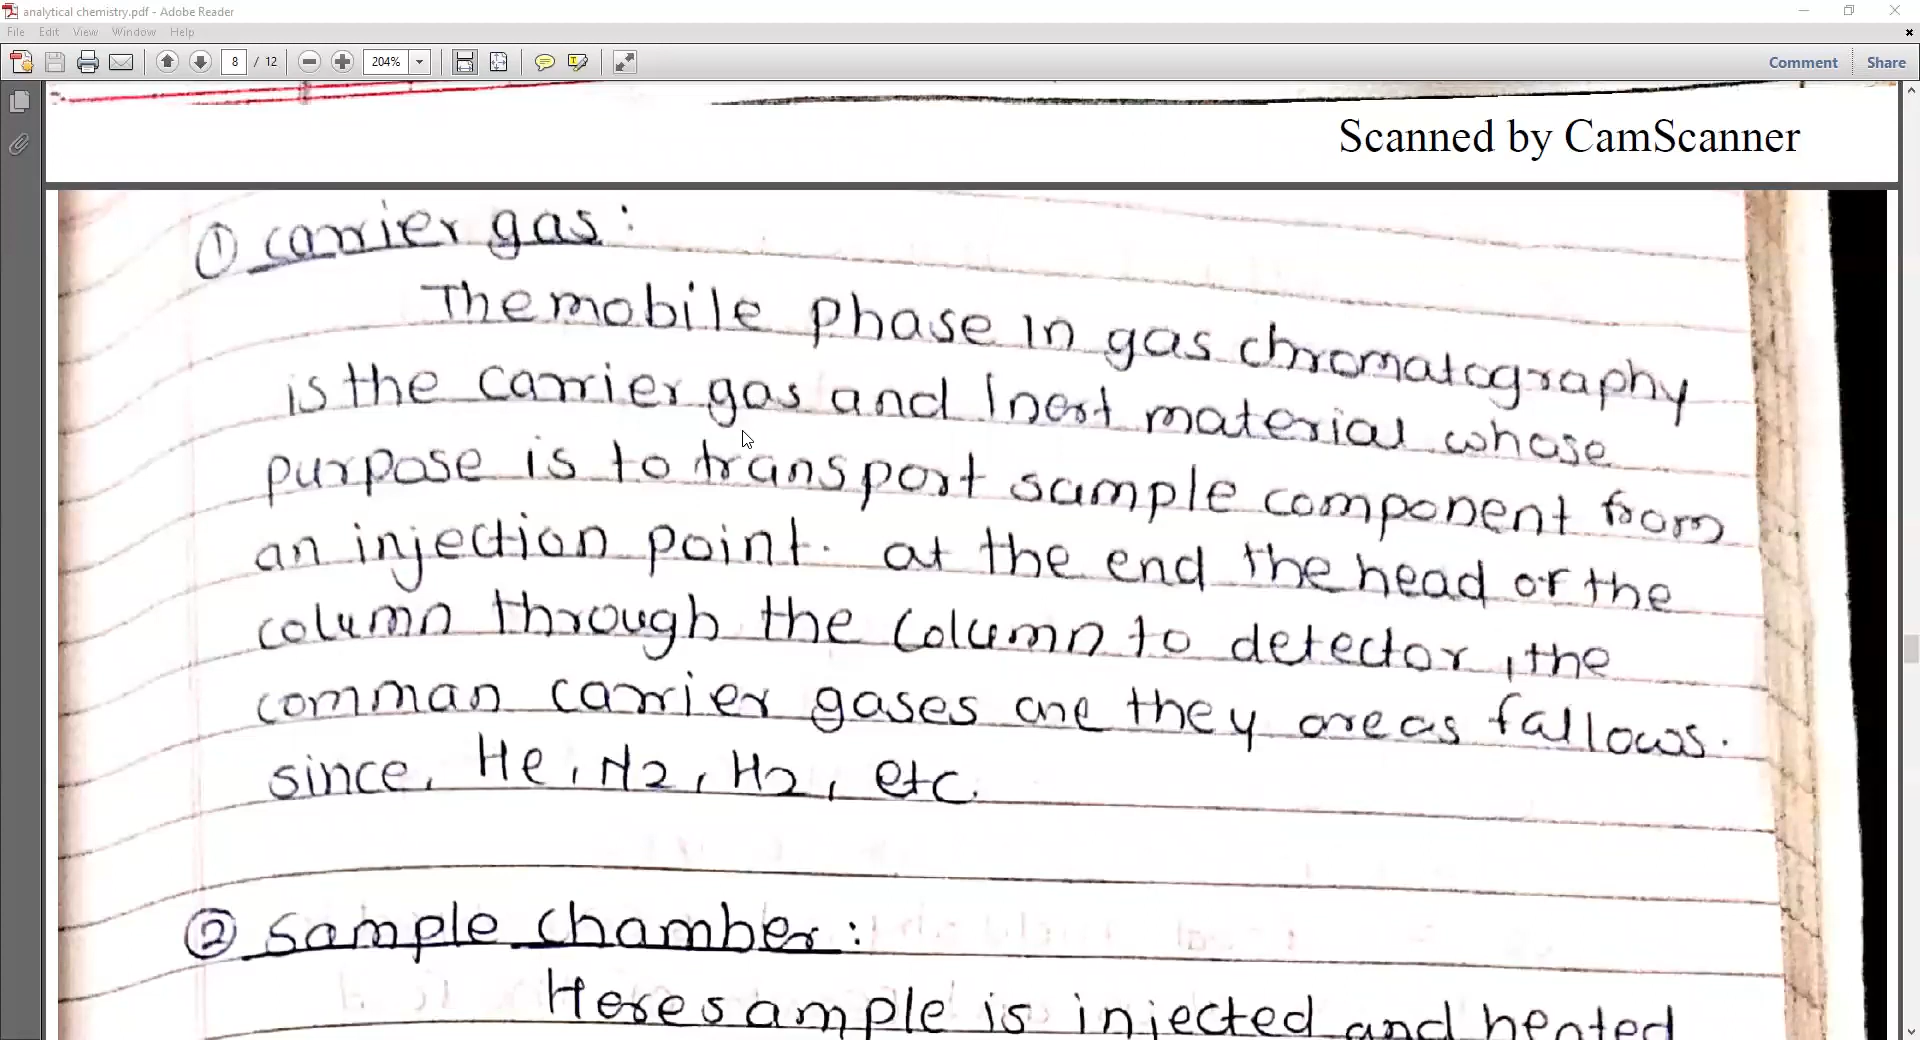 analytical chemistry.pdf - Adobe Reader
File Edit View Window Help
8 / 12 204% Comment Share
Scanned by CamScanner
① carrier gas:
The mobile phase in gas chromatography
is the carrier gas and Inert material whose
purpose is to transport sample component from
an injection point. at the end the head of the
column through the column to detector, the
comman carrier gases are they are as fallows.
since, He, N2, H2, etc.
② sample chamber:
Here sample is injected and heated